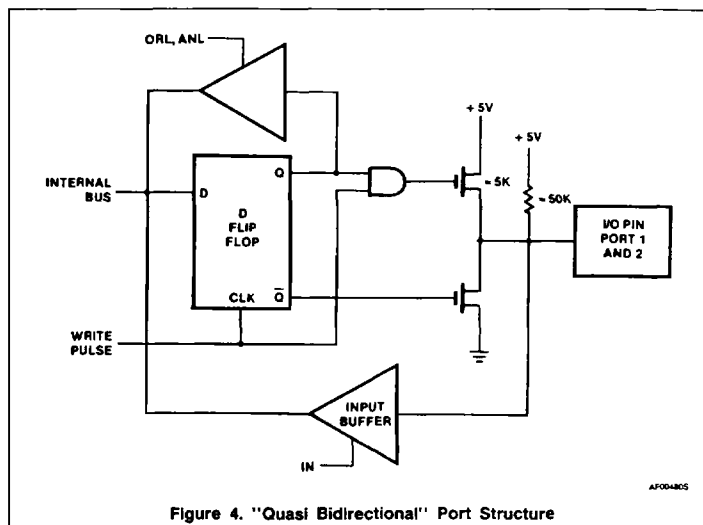 ORL, ANL
+ 5V
+ 5V
Q
INTERNAL
BUS
D
D
FLIP
FLOP
≈ 5K
≈ 50K
I/O PIN
PORT 1
AND 2
CLK
Q̅
WRITE
PULSE
INPUT
BUFFER
IN
AF00480S
Figure 4. "Quasi Bidirectional" Port Structure